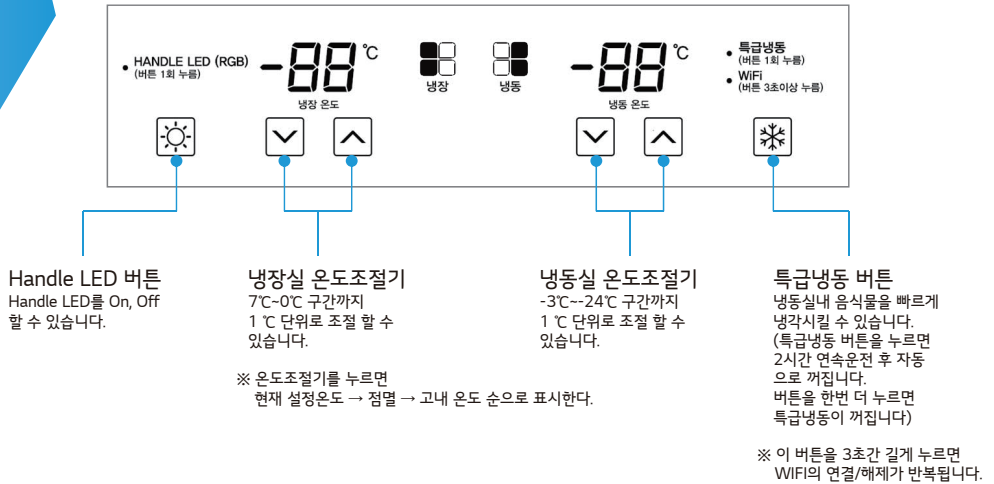 • HANDLE LED (RGB)
(버튼 1회 누름)
-88 ℃
냉장 온도
냉장
냉동
-88 ℃
냉동 온도
• 특급냉동
(버튼 1회 누름)
• WiFi
(버튼 3초이상 누름)
Handle LED 버튼
Handle LED를 On, Off
할 수 있습니다.
냉장실 온도조절기
7℃~0℃ 구간까지
1 ℃ 단위로 조절 할 수
있습니다.
※ 온도조절기를 누르면
현재 설정온도 → 점멸 → 고내 온도 순으로 표시한다.
냉동실 온도조절기
-3℃~-24℃ 구간까지
1 ℃ 단위로 조절 할 수
있습니다.
특급냉동 버튼
냉동실내 음식물을 빠르게
냉각시킬 수 있습니다.
(특급냉동 버튼을 누르면
2시간 연속운전 후 자동
으로 꺼집니다.
버튼을 한번 더 누르면
특급냉동이 꺼집니다)
※ 이 버튼을 3초간 길게 누르면
WIFI의 연결/해제가 반복됩니다.